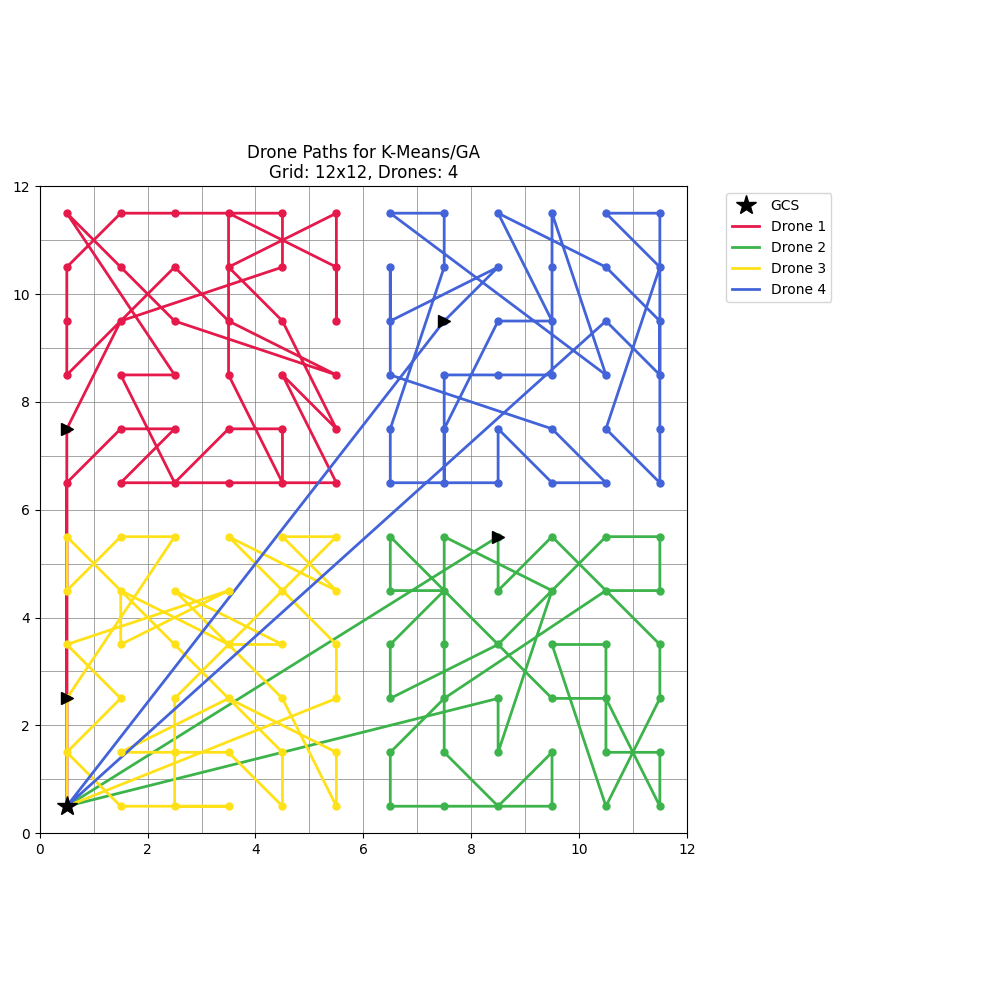 Drone Paths for K-Means/GA
Grid: 12x12, Drones: 4
GCS
Drone 1
Drone 2
Drone 3
Drone 4
12
10
8
6
4
2
0
0 2 4 6 8 10 12